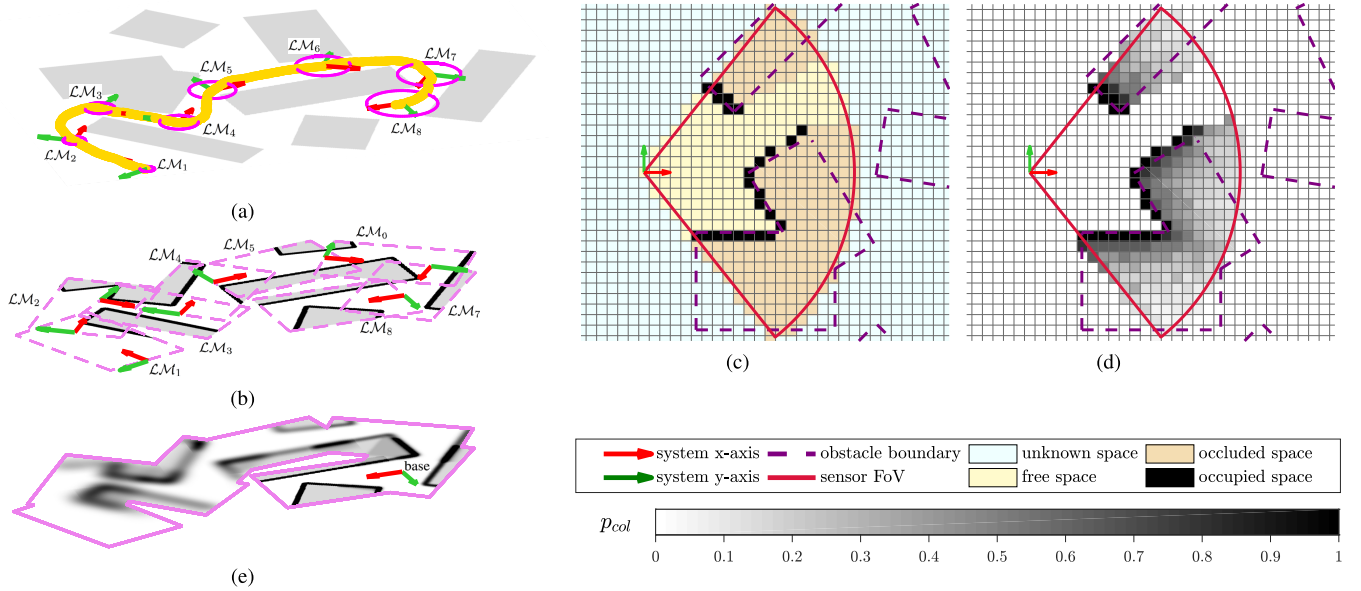 ℒℳ₆
ℒℳ₇
ℒℳ₅
ℒℳ₃
ℒℳ₄
ℒℳ₈
ℒℳ₂
ℒℳ₁
(a)
ℒℳ₀
ℒℳ₅
ℒℳ₄
ℒℳ₂
ℒℳ₇
ℒℳ₈
ℒℳ₃
ℒℳ₁
(b)
base
(e)
(c)
(d)
system x-axis
obstacle boundary
unknown space
occluded space
system y-axis
sensor FoV
free space
occupied space
p_col
0 0.1 0.2 0.3 0.4 0.5 0.6 0.7 0.8 0.9 1